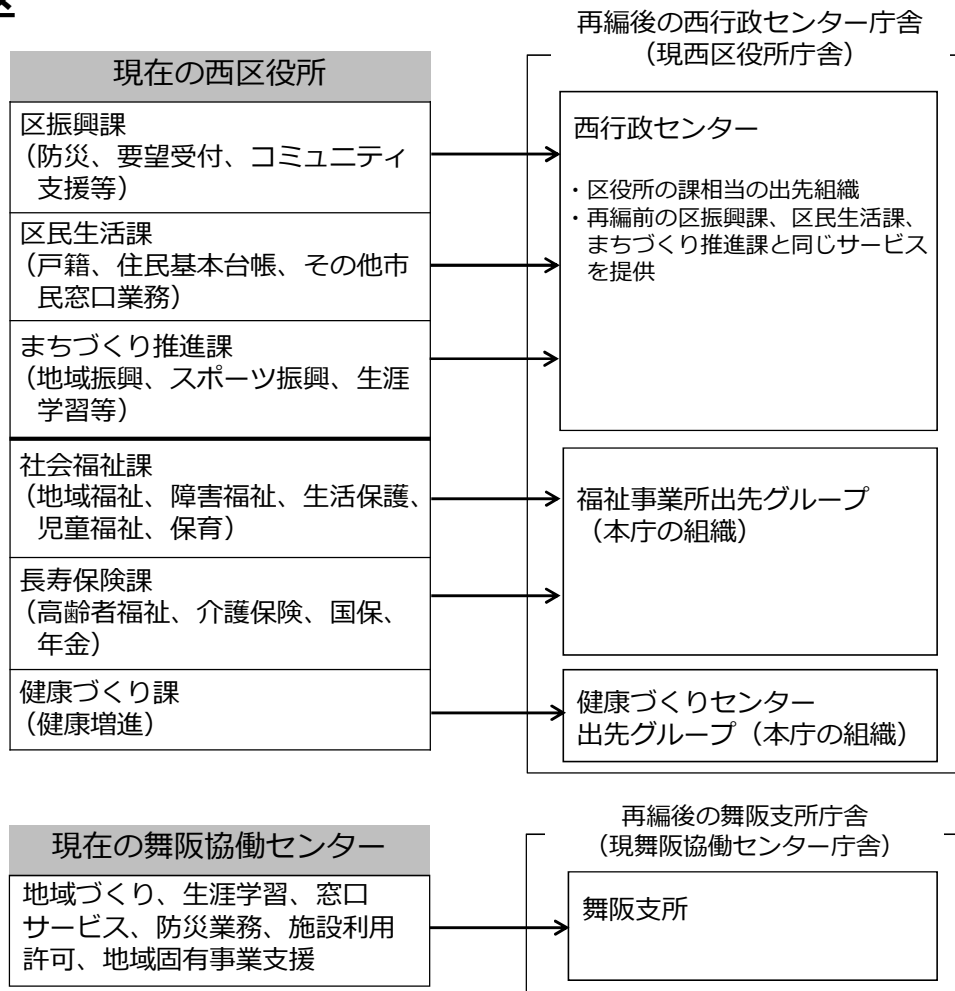 現在の西区役所
区振興課
（防災、要望受付、コミュニティ
支援等）
区民生活課
（戸籍、住民基本台帳、その他市
民窓口業務）
まちづくり推進課
（地域振興、スポーツ振興、生涯
学習等）
社会福祉課
（地域福祉、障害福祉、生活保護、
児童福祉、保育）
長寿保険課
（高齢者福祉、介護保険、国保、
年金）
健康づくり課
（健康増進）
再編後の西行政センター庁舎
（現西区役所庁舎）
西行政センター
・区役所の課相当の出先組織
・再編前の区振興課、区民生活課、
まちづくり推進課と同じサービス
を提供
福祉事業所出先グループ
（本庁の組織）
健康づくりセンター
出先グループ（本庁の組織）
現在の舞阪協働センター
地域づくり、生涯学習、窓口
サービス、防災業務、施設利用
許可、地域固有事業支援
再編後の舞阪支所庁舎
（現舞阪協働センター庁舎）
舞阪支所